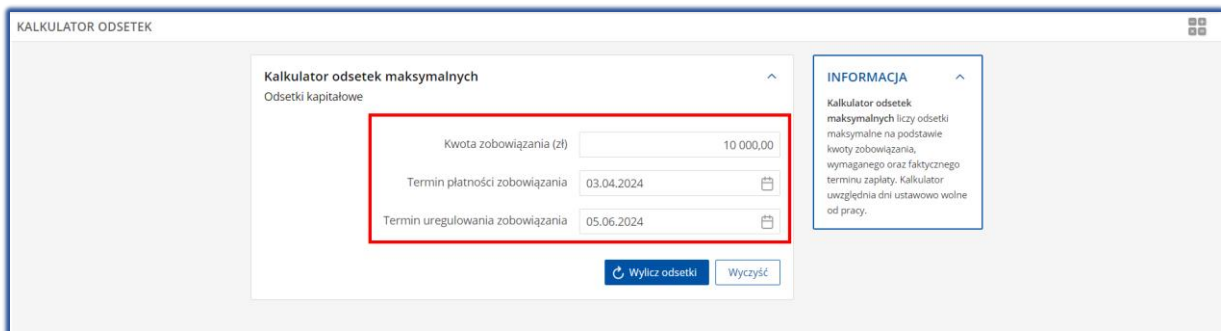 KALKULATOR ODSETEK
Kalkulator odsetek maksymalnych
Odsetki kapitałowe
Kwota zobowiązania (zł) 10 000,00
Termin płatności zobowiązania 03.04.2024
Termin uregulowania zobowiązania 05.06.2024
Wylicz odsetki Wyczyść
INFORMACJA
Kalkulator odsetek
maksymalnych liczy odsetki
maksymalne na podstawie
kwoty zobowiązania,
wymaganego oraz faktycznego
terminu zapłaty. Kalkulator
uwzględnia dni ustawowo wolne
od pracy.